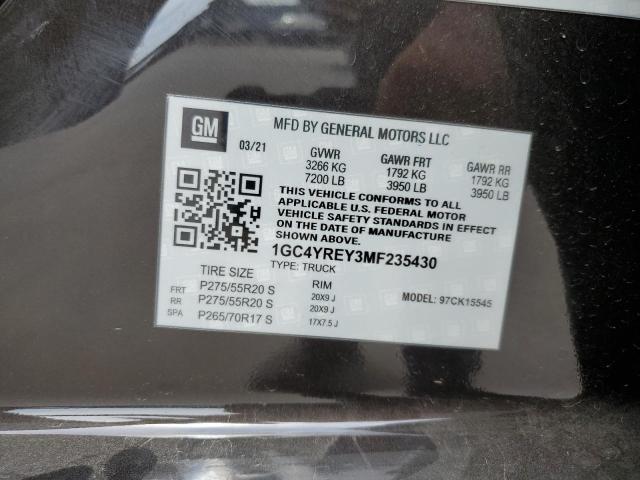 GM
03/21
MFD BY GENERAL MOTORS LLC
GVWR GAWR FRT GAWR RR
3266 KG 1792 KG 1792 KG
7200 LB 3950 LB 3950 LB
THIS VEHICLE CONFORMS TO ALL
APPLICABLE U.S. FEDERAL MOTOR
VEHICLE SAFETY STANDARDS IN EFFECT
ON THE DATE OF MANUFACTURE
SHOWN ABOVE.
1GC4YREY3MF235430
TYPE: TRUCK
TIRE SIZE RIM
FRT P275/55R20 S 20X9 J
RR P275/55R20 S 20X9 J
SPA P265/70R17 S 17X7.5 J
MODEL: 97CK15545